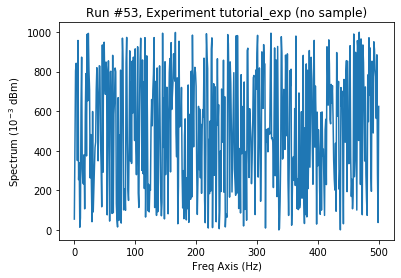 Run #53, Experiment tutorial_exp (no sample)
1000
800
600
400
200
0
Spectrum (10⁻³ dBm)
0 100 200 300 400 500
Freq Axis (Hz)